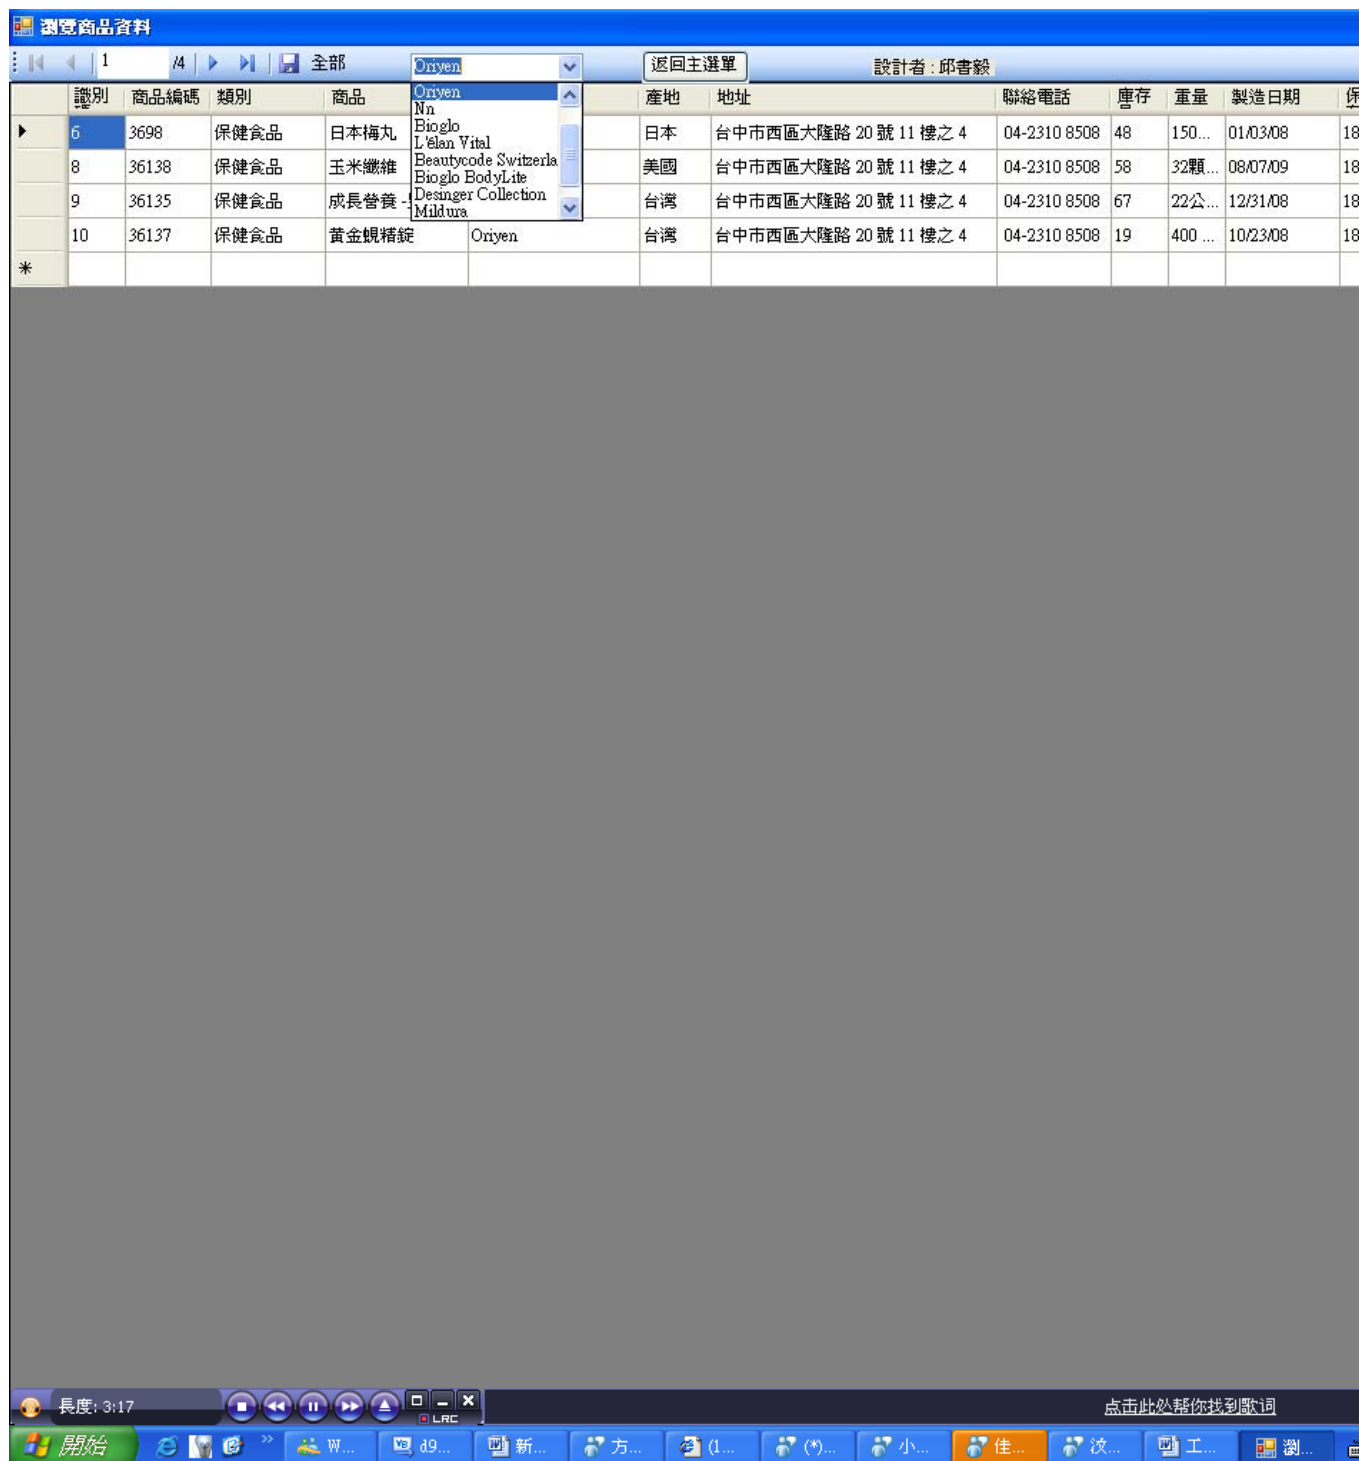 瀏覽商品資料
1 /4 全部 Oriyen 返回主選單 設計者 : 邱書毅
識別 商品編碼 類別 商品 產地 地址 聯絡電話 庫存 重量 製造日期
Oriyen
Nn
Bioglo
L'élan Vital
Beautycode Switzerla
Bioglo BodyLite
Desinger Collection
Mildura
6 3698 保健食品 日本梅丸 日本 台中市西區大隆路 20 號 11 樓之 4 04-2310 8508 48 150... 01/03/08 18
8 36138 保健食品 玉米纖維 美國 台中市西區大隆路 20 號 11 樓之 4 04-2310 8508 58 32顆... 08/07/09 18
9 36135 保健食品 成長營養 - 台灣 台中市西區大隆路 20 號 11 樓之 4 04-2310 8508 67 22公... 12/31/08 18
10 36137 保健食品 黃金蜆精錠 Oriyen 台灣 台中市西區大隆路 20 號 11 樓之 4 04-2310 8508 19 400 ... 10/23/08 18
長度: 3:17 LRC 点击此处帮你找到歌词
開始 W... d9... 新... 方... (1... (*)... 小... 佳... 汶... 工... 瀏...